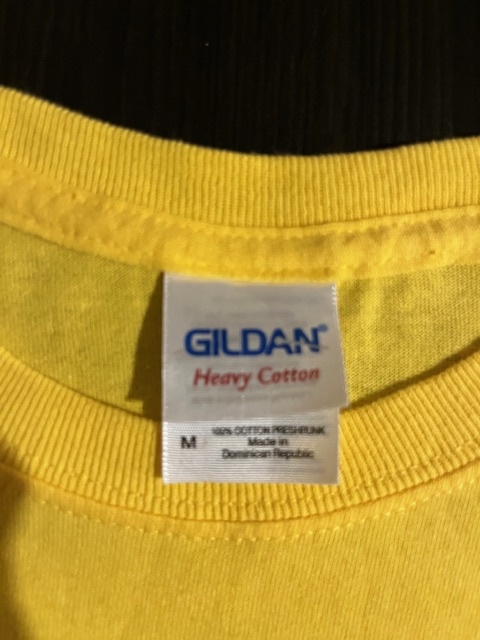 GILDAN®
Heavy Cotton
M
100% COTTON PRESHRUNK
Made in
Dominican Republic